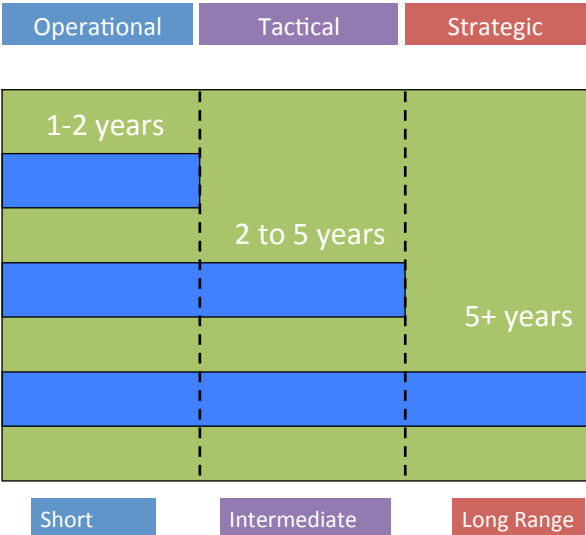 Operational
Tactical
Strategic
1-2 years
2 to 5 years
5+ years
Short
Intermediate
Long Range